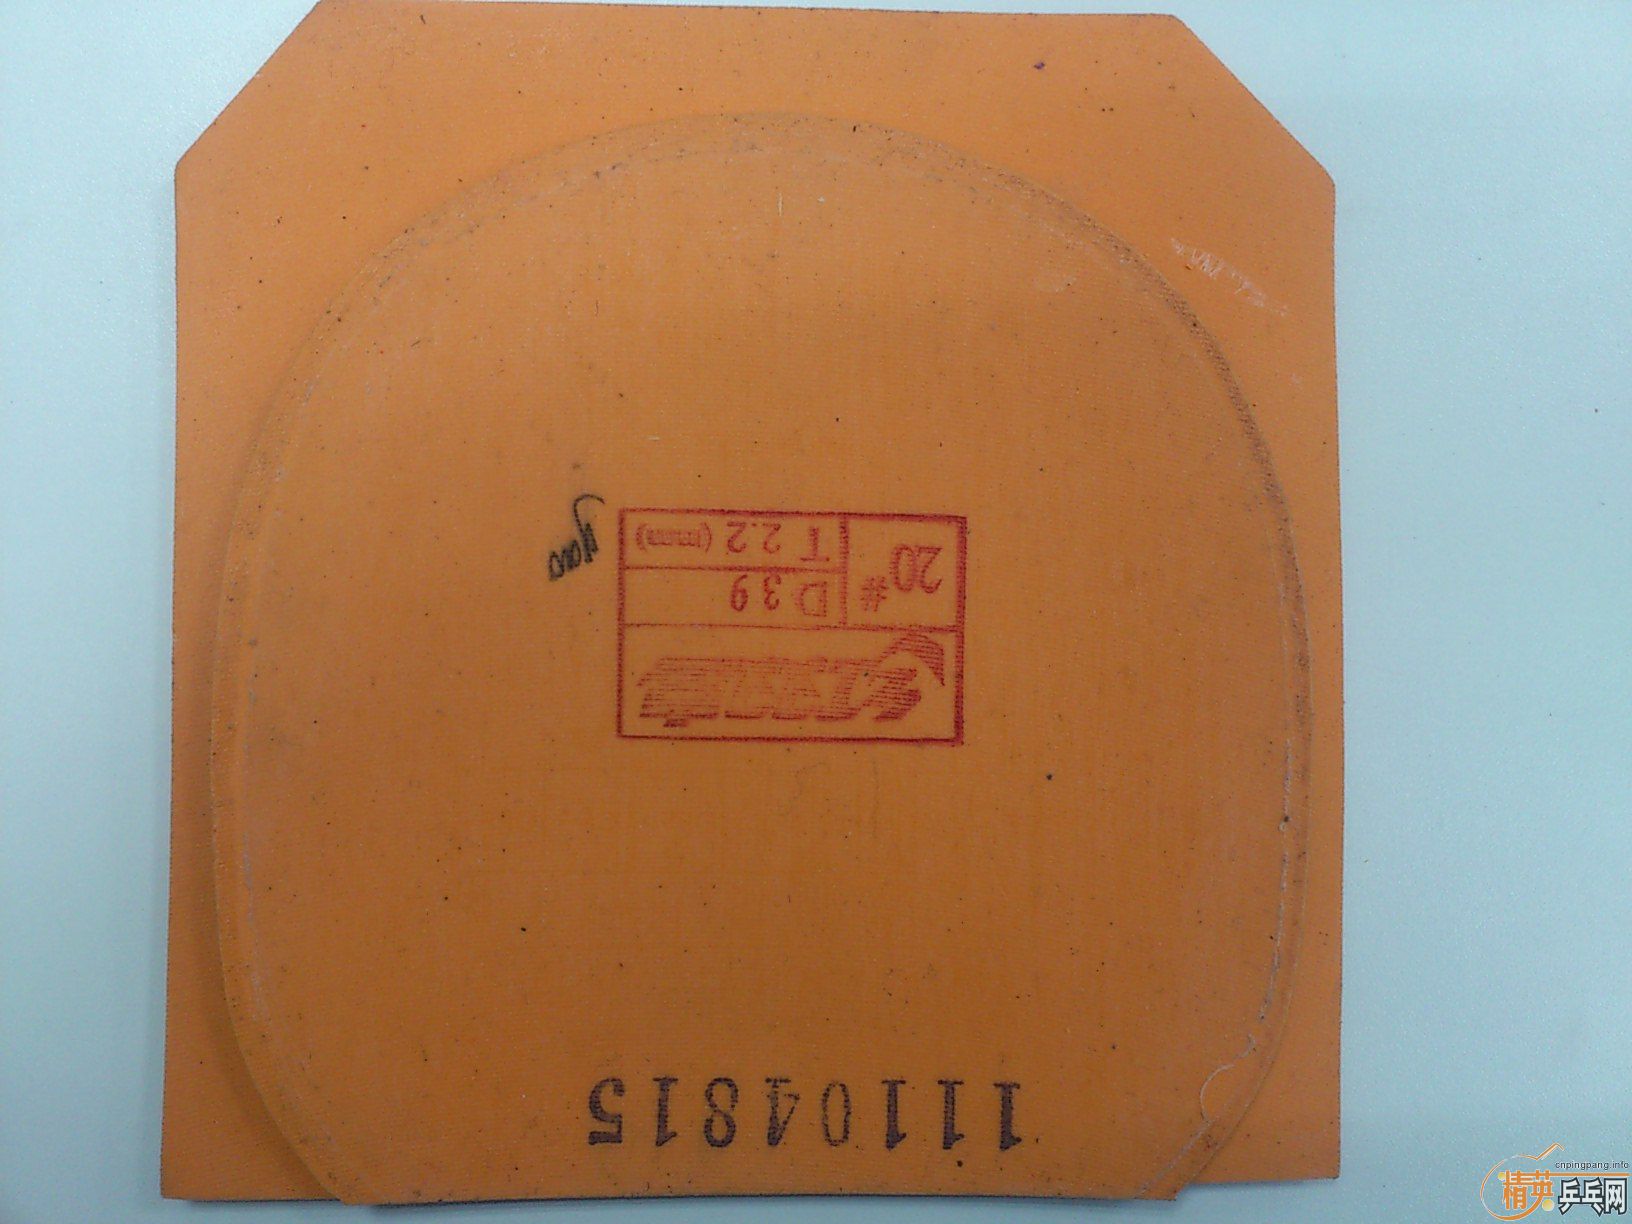 20#
D 39
T 2.2 (mm)
11104815
cnpingpang.info
精英乒乓网